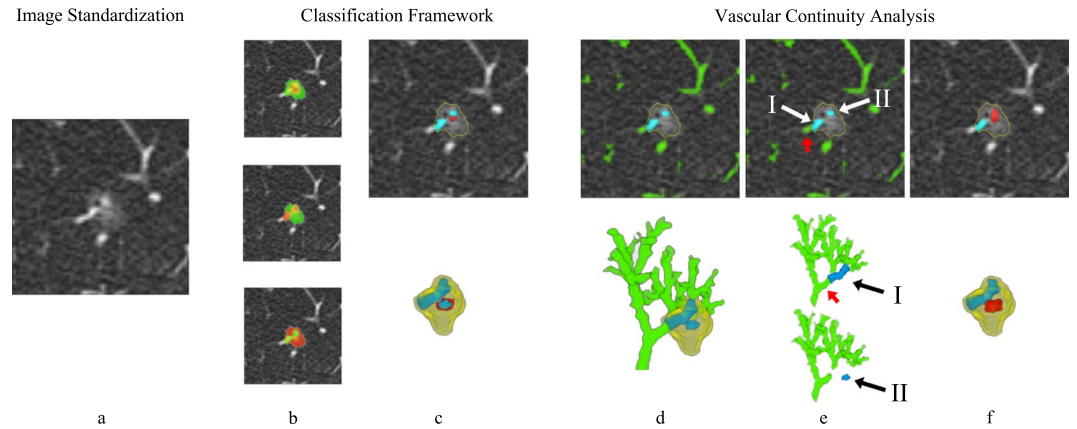 Image Standardization
Classification Framework
Vascular Continuity Analysis
I
II
I
II
a
b
c
d
e
f